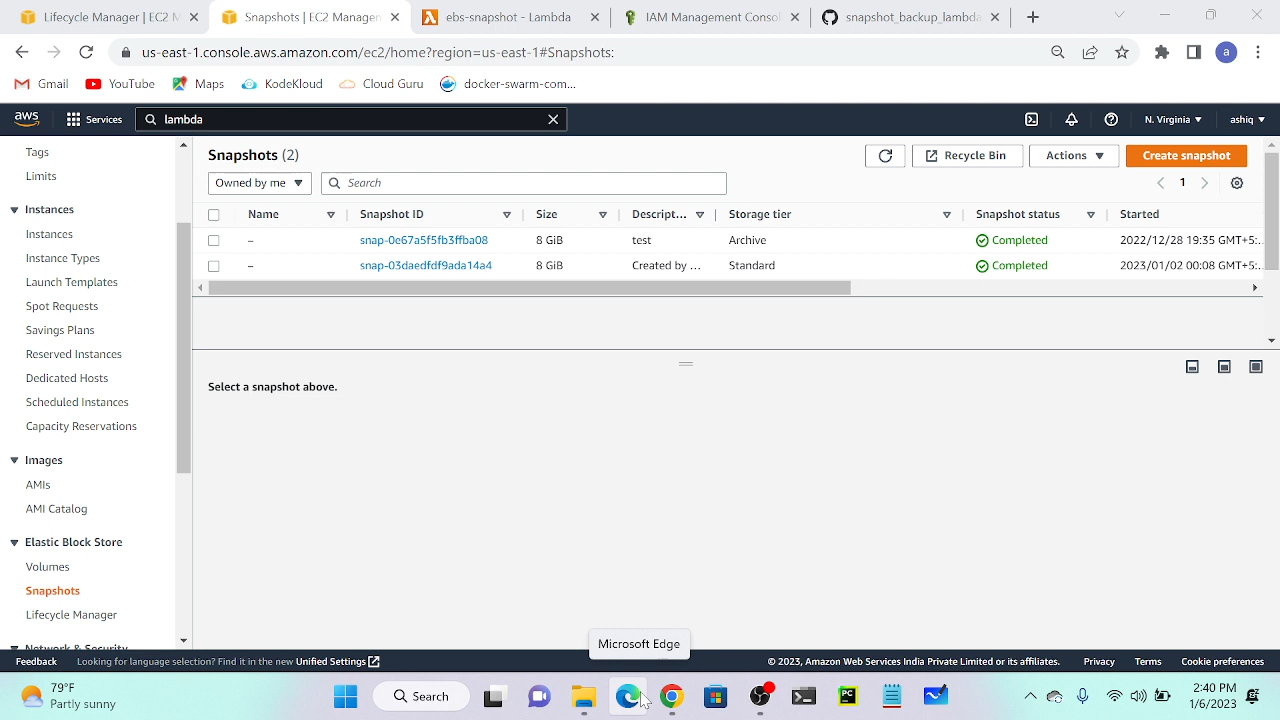 Lifecycle Manager | EC2 M
Snapshots | EC2 Managem
ebs-snapshot - Lambda
IAM Management Consol
snapshot_backup_lambda
us-east-1.console.aws.amazon.com/ec2/home?region=us-east-1#Snapshots:
a
Gmail
YouTube
Maps
KodeKloud
Cloud Guru
docker-swarm-com...
aws
Services
lambda
N. Virginia
ashiq
Tags
Limits
Instances
Instances
Instance Types
Launch Templates
Spot Requests
Savings Plans
Reserved Instances
Dedicated Hosts
Scheduled Instances
Capacity Reservations
Images
AMIs
AMI Catalog
Elastic Block Store
Volumes
Snapshots
Lifecycle Manager
Network & Security
Snapshots (2)
Recycle Bin
Actions
Create snapshot
Owned by me
Search
1
Name Snapshot ID Size Descript... Storage tier Snapshot status Started
– snap-0e67a5f5fb3ffba08 8 GiB test Archive Completed 2022/12/28 19:35 GMT+5:...
– snap-03daedfdf9ada14a4 8 GiB Created by ... Standard Completed 2023/01/02 00:08 GMT+5:...
Select a snapshot above.
Microsoft Edge
Feedback
Looking for language selection? Find it in the new Unified Settings
© 2023, Amazon Web Services India Private Limited or its affiliates.
Privacy
Terms
Cookie preferences
79°F
Partly sunny
Search
PC
2:40 PM
1/6/2023